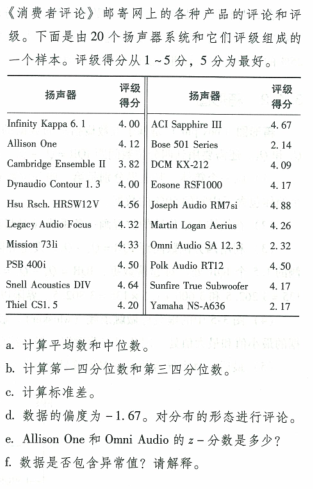 《消费者评论》邮寄网上的各种产品的评论和评
级。下面是由 20 个扬声器系统和它们评级组成的
一个样本。评级得分从 1~5 分，5 分为最好。
扬声器 评级得分 扬声器 评级得分
Infinity Kappa 6.1 4.00 ACI Sapphire III 4.67
Allison One 4.12 Bose 501 Series 2.14
Cambridge Ensemble II 3.82 DCM KX-212 4.09
Dynaudio Contour 1.3 4.00 Eosone RSF1000 4.17
Hsu Rsch. HRSW12V 4.56 Joseph Audio RM7si 4.88
Legacy Audio Focus 4.32 Martin Logan Aerius 4.26
Mission 73li 4.33 Omni Audio SA 12.3 2.32
PSB 400i 4.50 Polk Audio RT12 4.50
Snell Acoustics DIV 4.64 Sunfire True Subwoofer 4.17
Thiel CS1.5 4.20 Yamaha NS-A636 2.17
a. 计算平均数和中位数。
b. 计算第一四分位数和第三四分位数。
c. 计算标准差。
d. 数据的偏度为 -1.67。对分布的形态进行评论。
e. Allison One 和 Omni Audio 的 z-分数是多少?
f. 数据是否包含异常值? 请解释。